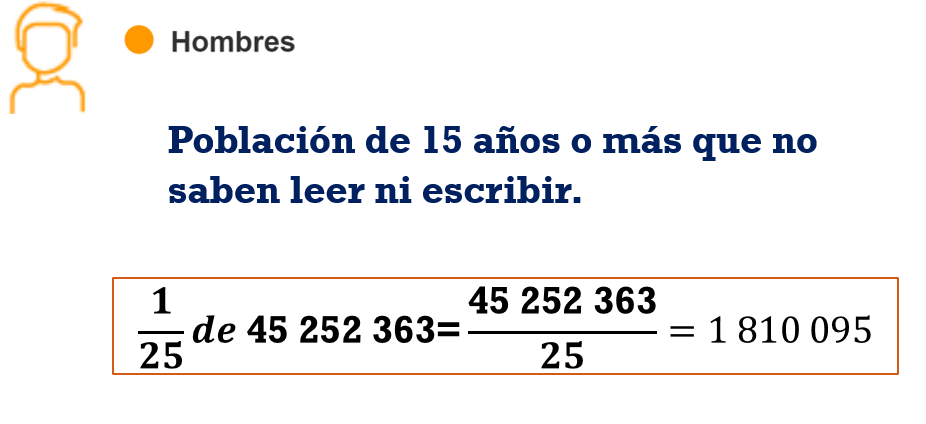 Hombres
Población de 15 años o más que no
saben leer ni escribir.
1/25 de 45 252 363= 45 252 363/25 = 1 810 095